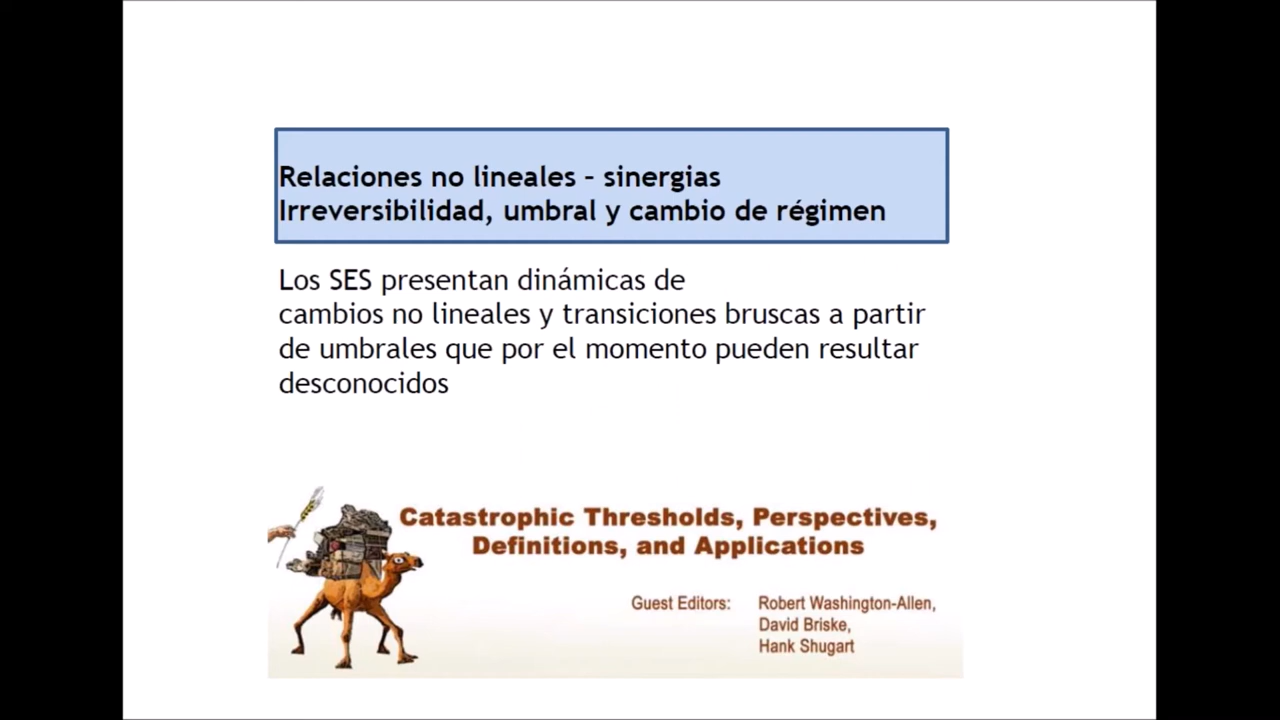 Relaciones no lineales – sinergias
Irreversibilidad, umbral y cambio de régimen
Los SES presentan dinámicas de
cambios no lineales y transiciones bruscas a partir
de umbrales que por el momento pueden resultar
desconocidos
Catastrophic Thresholds, Perspectives,
Definitions, and Applications
Guest Editors: Robert Washington-Allen,
David Briske,
Hank Shugart